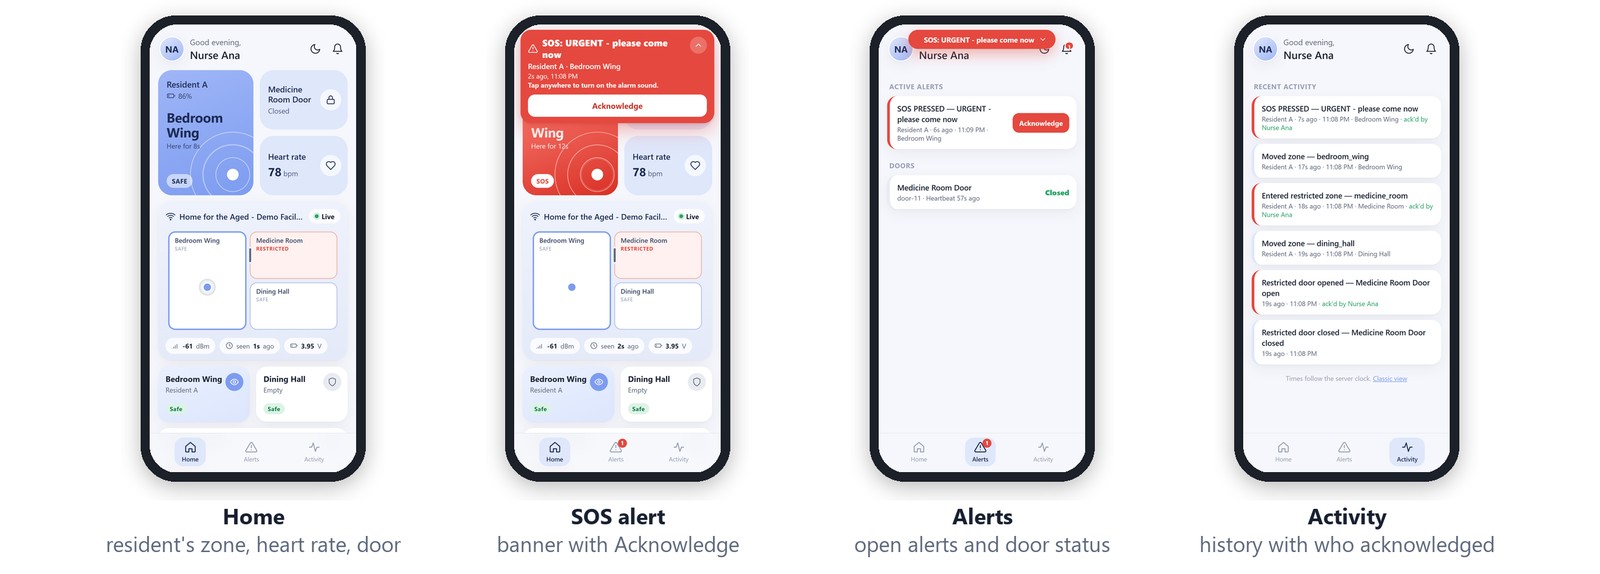 NA
Good evening,
Nurse Ana
Resident A
86%
Bedroom
Wing
Here for 8s
SAFE
Medicine
Room Door
Closed
Heart rate
78 bpm
Home for the Aged - Demo Facil...
Live
Bedroom Wing
SAFE
Medicine Room
RESTRICTED
Dining Hall
SAFE
-61 dBm
seen 1s ago
3.95 V
Bedroom Wing
Resident A
Safe
Dining Hall
Empty
Safe
Home
Alerts
Activity
Home
resident's zone, heart rate, door
SOS: URGENT - please come
now
Resident A · Bedroom Wing
2s ago, 11:08 PM
Tap anywhere to turn on the alarm sound.
Acknowledge
Wing
Here for 12s
SOS
Heart rate
78 bpm
Home for the Aged - Demo Facil...
Live
Bedroom Wing
SAFE
Medicine Room
RESTRICTED
Dining Hall
SAFE
-61 dBm
seen 2s ago
3.95 V
Bedroom Wing
Resident A
Safe
Dining Hall
Empty
Safe
Home
Alerts
1
Activity
SOS alert
banner with Acknowledge
SOS: URGENT - please come now
NA
Nurse Ana
ACTIVE ALERTS
SOS PRESSED — URGENT -
please come now
Resident A · 6s ago · 11:09 PM ·
Bedroom Wing
Acknowledge
DOORS
Medicine Room Door
door-11 · Heartbeat 57s ago
Closed
Home
Alerts
1
Activity
Alerts
open alerts and door status
NA
Good evening,
Nurse Ana
RECENT ACTIVITY
SOS PRESSED — URGENT - please come now
Resident A · 7s ago · 11:08 PM · Bedroom Wing · ack'd by
Nurse Ana
Moved zone — bedroom_wing
Resident A · 17s ago · 11:08 PM · Bedroom Wing
Entered restricted zone — medicine_room
Resident A · 18s ago · 11:08 PM · Medicine Room · ack'd by
Nurse Ana
Moved zone — dining_hall
Resident A · 19s ago · 11:08 PM · Dining Hall
Restricted door opened — Medicine Room Door
open
19s ago · 11:08 PM · ack'd by Nurse Ana
Restricted door closed — Medicine Room Door
closed
19s ago · 11:08 PM
Times follow the server clock. Classic view
Home
Alerts
Activity
Activity
history with who acknowledged